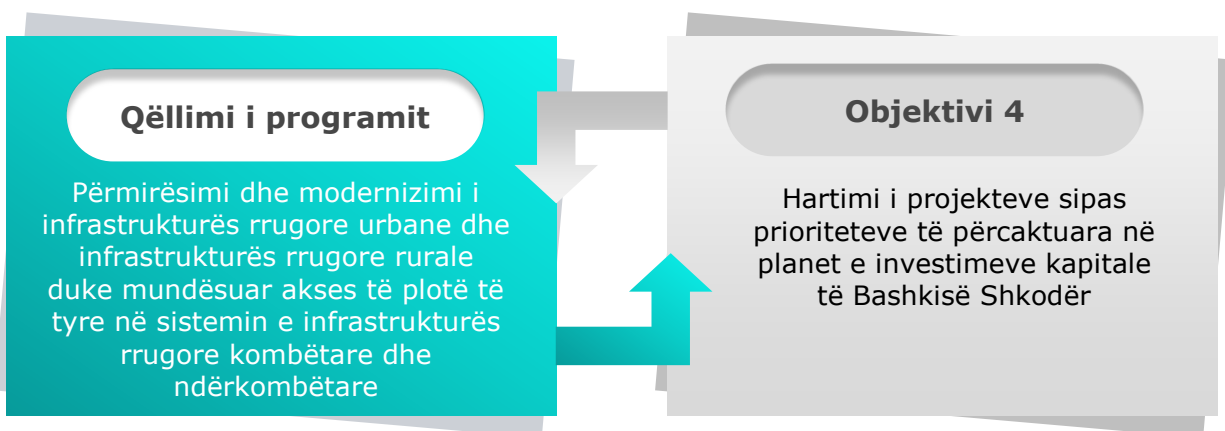 Qëllimi i programit
Përmirësimi dhe modernizimi i
infrastrukturës rrugore urbane dhe
infrastrukturës rrugore rurale
duke mundësuar akses të plotë të
tyre në sistemin e infrastrukturës
rrugore kombëtare dhe
ndërkombëtare
Objektivi 4
Hartimi i projekteve sipas
prioriteteve të përcaktuara në
planet e investimeve kapitale
të Bashkisë Shkodër